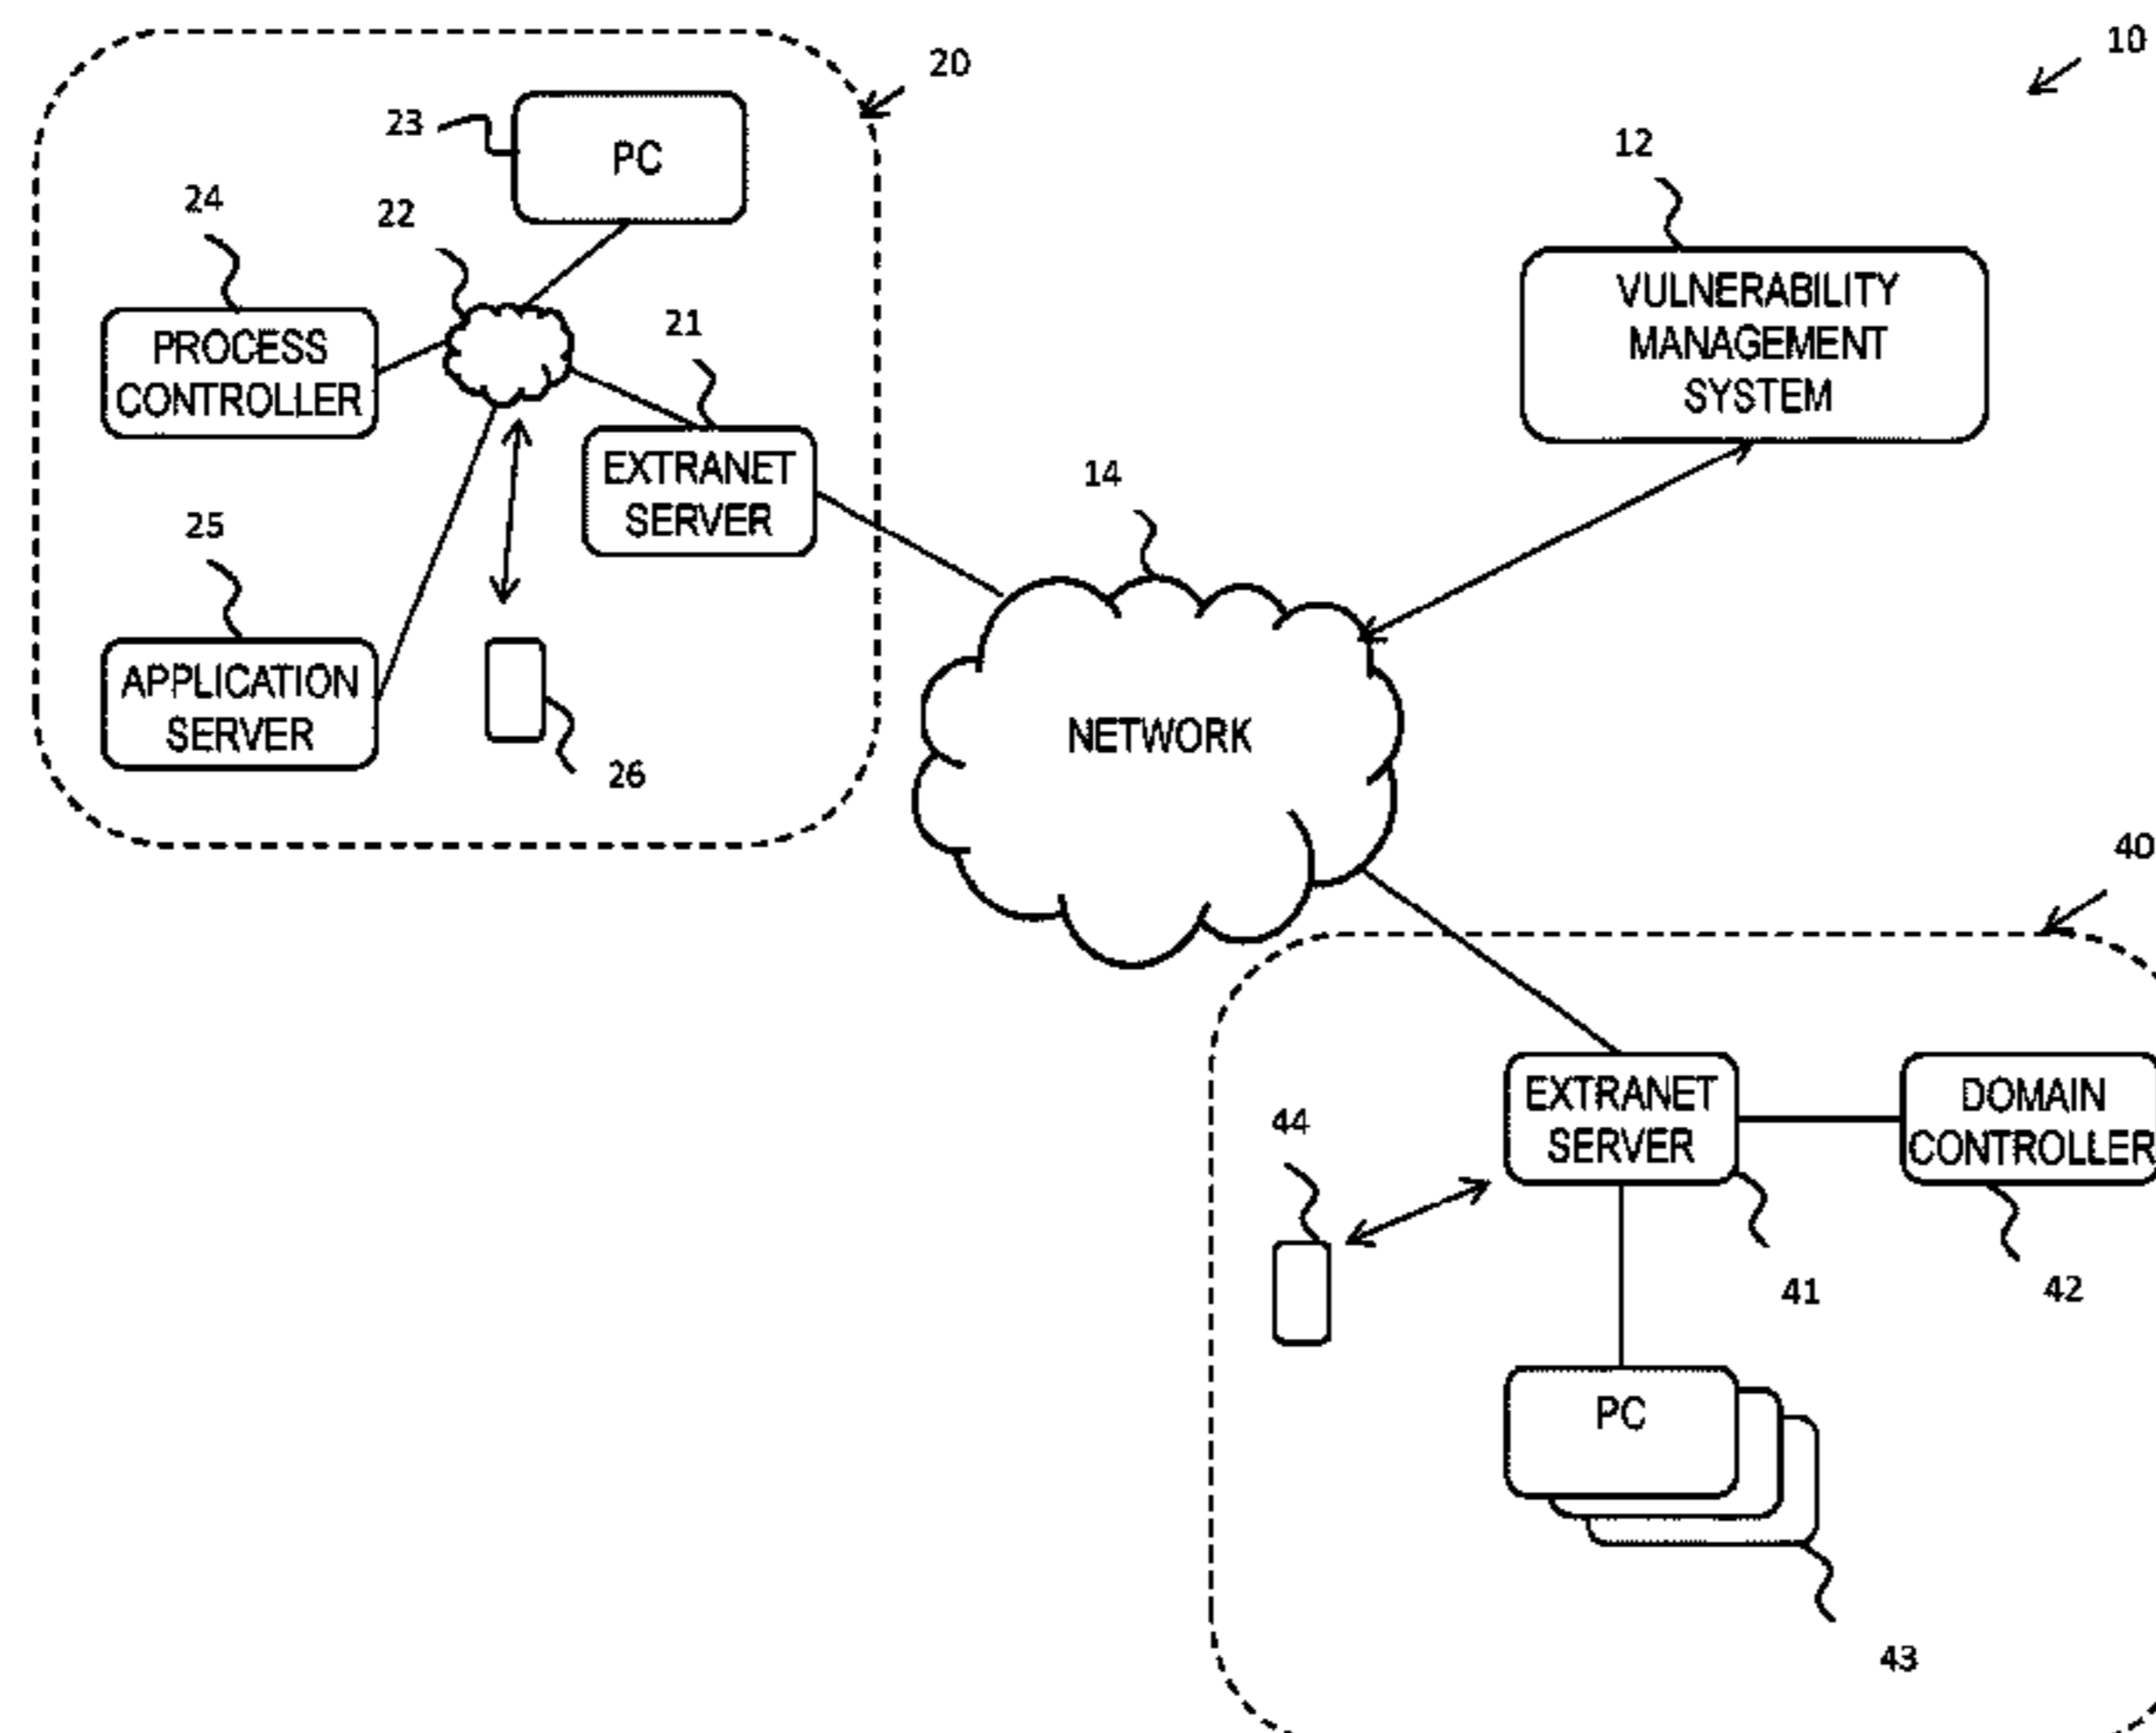 10
20
23
PC
12
24
22
VULNERABILITY
MANAGEMENT
SYSTEM
21
PROCESS
CONTROLLER
EXTRANET
SERVER
14
25
APPLICATION
SERVER
NETWORK
26
40
EXTRANET
SERVER
DOMAIN
CONTROLLER
44
41
42
PC
43